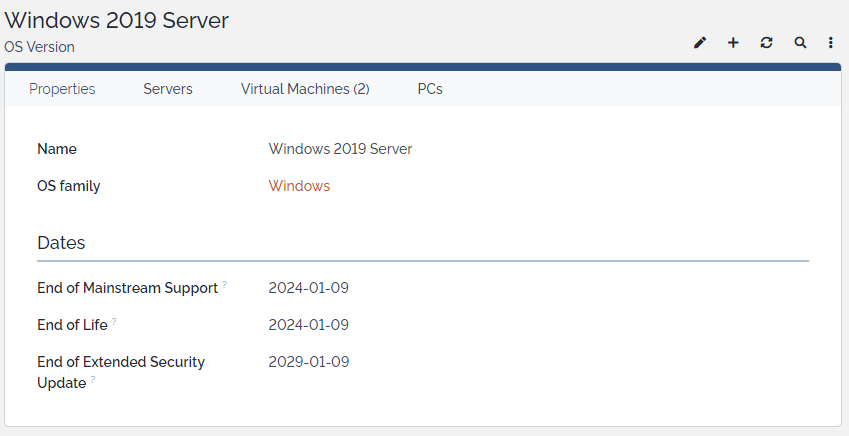 Windows 2019 Server
OS Version
Properties Servers Virtual Machines (2) PCs
Name Windows 2019 Server
OS family Windows
Dates
End of Mainstream Support ? 2024-01-09
End of Life ? 2024-01-09
End of Extended Security 2029-01-09
Update ?